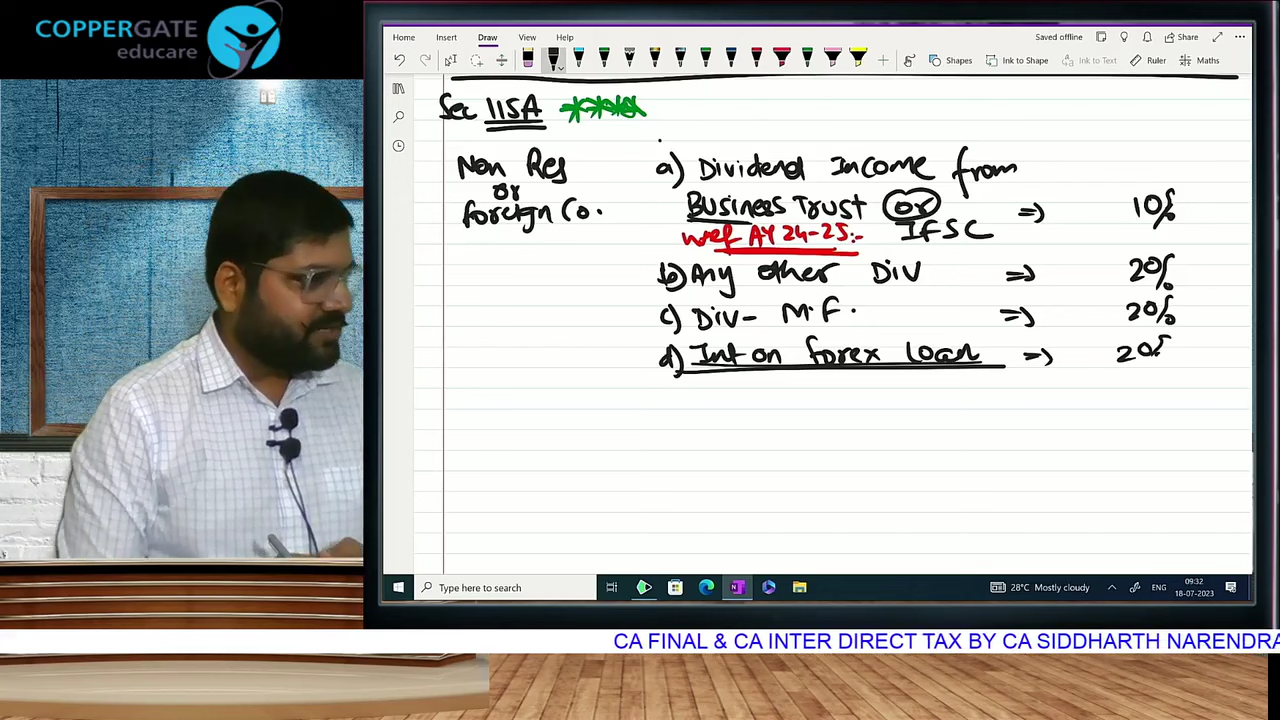 COPPERGATE
educare
Home Insert Draw View Help
Saved offline
Share
Shapes
Ink to Shape
Ink to Text
Ruler
Maths
Sec 115A
Non Res
or
foreign Co.
a) Dividend Income from
Business Trust or => 10%
wef AY 24-25:- IFSC
b) Any other Div => 20%
c) Div- M.F. => 20%
d) Int on forex loan => 20%
Type here to search
28°C Mostly cloudy
ENG
09:32
18-07-2023
CA FINAL & CA INTER DIRECT TAX BY CA SIDDHARTH NARENDRA